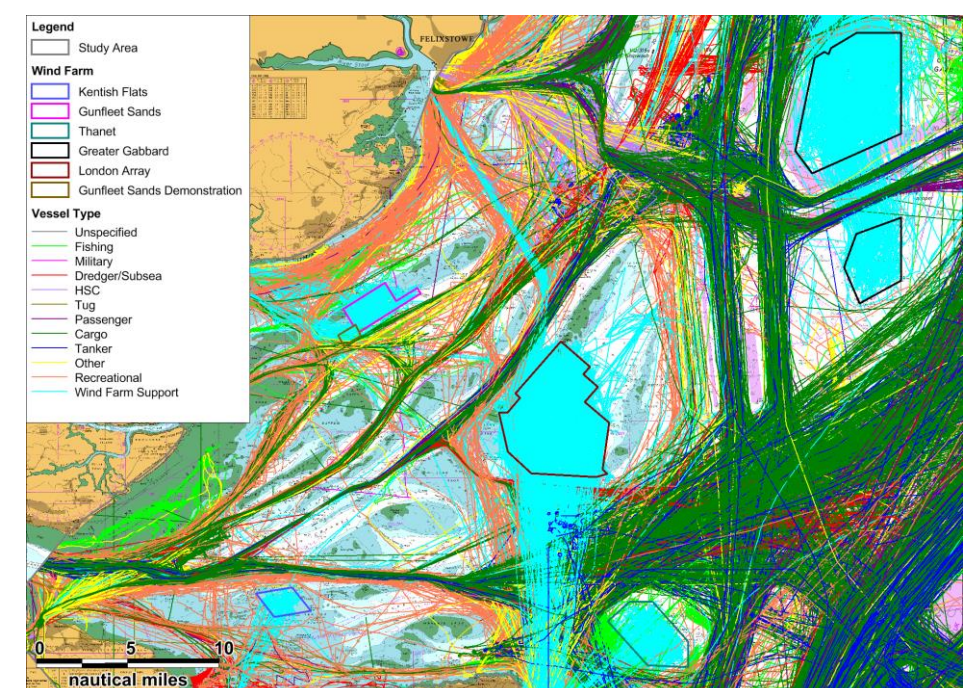 Legend
Study Area
Wind Farm
Kentish Flats
Gunfleet Sands
Thanet
Greater Gabbard
London Array
Gunfleet Sands Demonstration
Vessel Type
Unspecified
Fishing
Military
Dredger/Subsea
HSC
Tug
Passenger
Cargo
Tanker
Other
Recreational
Wind Farm Support
FELIXSTOWE
0 5 10
nautical miles